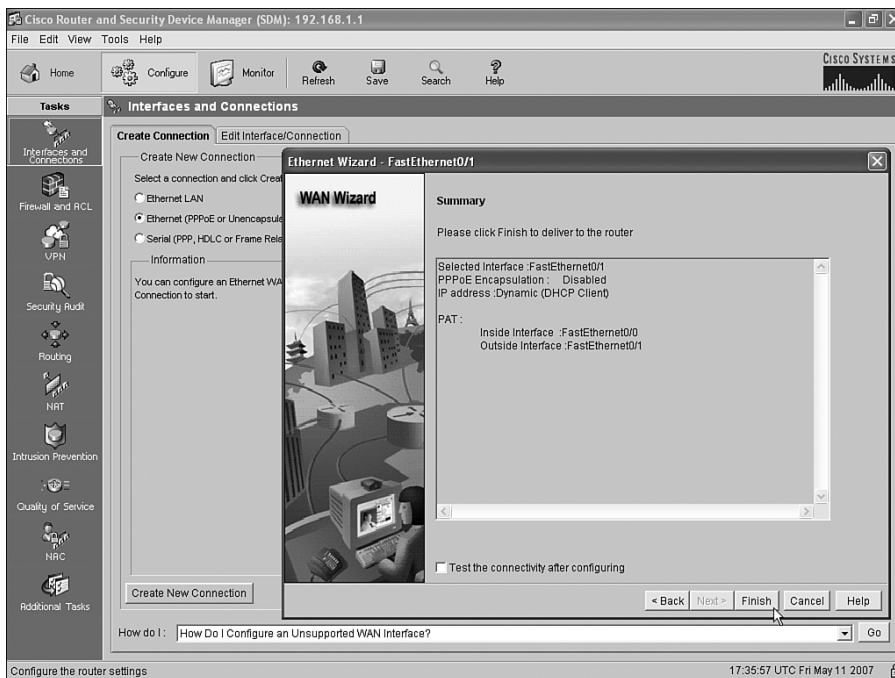 Cisco Router and Security Device Manager (SDM): 192.168.1.1
File Edit View Tools Help
Home
Configure
Monitor
Refresh
Save
Search
Help
CISCO SYSTEMS
Tasks
Interfaces and Connections
Interfaces and
Connections
Firewall and ACL
VPN
Security Audit
Routing
NAT
Intrusion Prevention
Quality of Service
NAC
Additional Tasks
Create Connection
Edit Interface/Connection
Create New Connection
Select a connection and click
Ethernet LAN
Ethernet (PPPoE or
Serial (PPP, HDLC or Frame
Information
You can configure an Ethernet
Connection to start.
Create New Connection
Ethernet Wizard - FastEthernet0/1
WAN Wizard
Summary
Please click Finish to deliver to the router
Selected Interface :FastEthernet0/1
PPPoE Encapsulation : Disabled
IP address :Dynamic (DHCP Client)
PAT :
Inside Interface :FastEthernet0/0
Outside Interface :FastEthernet0/1
Test the connectivity after configuring
< Back
Next >
Finish
Cancel
Help
How do I :
How Do I Configure an Unsupported WAN Interface?
Go
Configure the router settings
17:35:57 UTC Fri May 11 2007